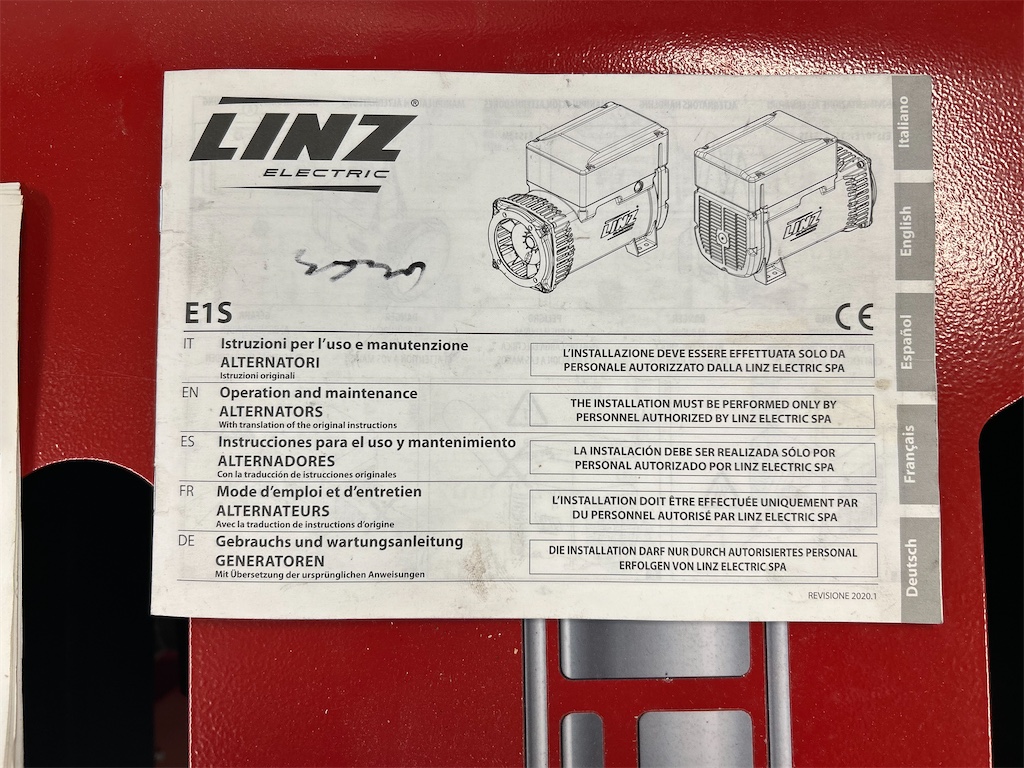 LINZ®
ELECTRIC
LINZ
LINZ
E1S
CE
IT
Istruzioni per l'uso e manutenzione
ALTERNATORI
Istruzioni originali
L'INSTALLAZIONE DEVE ESSERE EFFETTUATA SOLO DA
PERSONALE AUTORIZZATO DALLA LINZ ELECTRIC SPA
EN
Operation and maintenance
ALTERNATORS
With translation of the original instructions
THE INSTALLATION MUST BE PERFORMED ONLY BY
PERSONNEL AUTHORIZED BY LINZ ELECTRIC SPA
ES
Instrucciones para el uso y mantenimiento
ALTERNADORES
Con la traducción de istrucciones originales
LA INSTALACIÓN DEBE SER REALIZADA SÓLO POR
PERSONAL AUTORIZADO POR LINZ ELECTRIC SPA
FR
Mode d'emploi et d'entretien
ALTERNATEURS
Avec la traduction de instructions d'origine
L'INSTALLATION DOIT ÊTRE EFFECTUÉE UNIQUEMENT PAR
DU PERSONNEL AUTORISÉ PAR LINZ ELECTRIC SPA
DE
Gebrauchs und wartungsanleitung
GENERATOREN
Mit Übersetzung der ursprünglichen Anweisungen
DIE INSTALLATION DARF NUR DURCH AUTORISIERTES PERSONAL
ERFOLGEN VON LINZ ELECTRIC SPA
REVISIONE 2020.1
Italiano
English
Español
Français
Deutsch